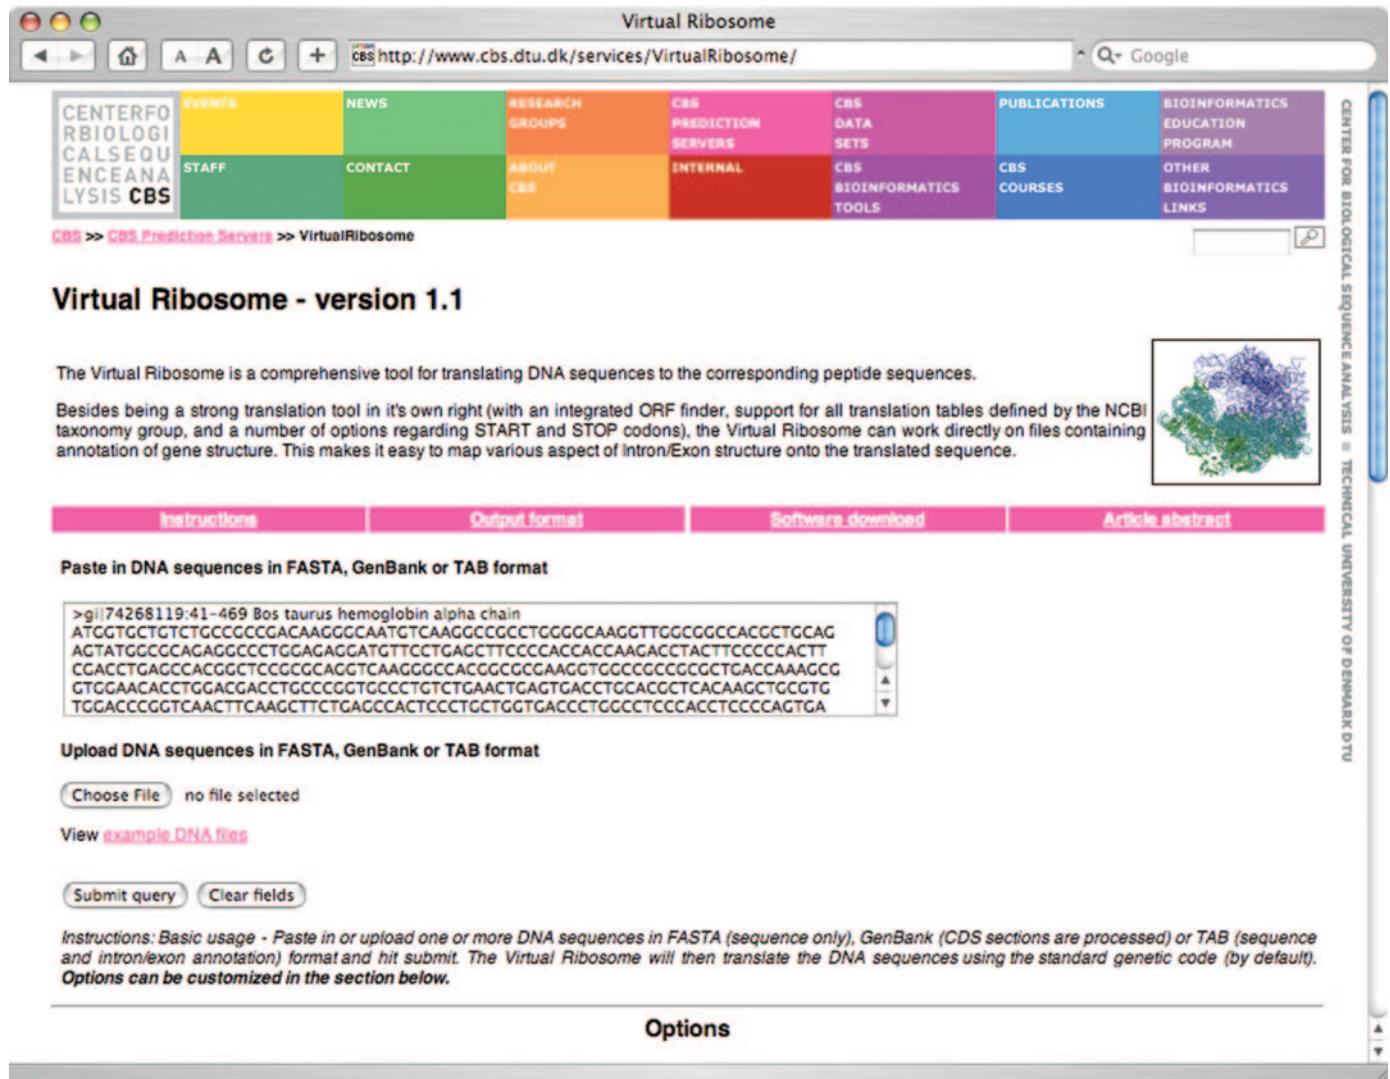 Virtual Ribosome
A A
CBS http://www.cbs.dtu.dk/services/VirtualRibosome/
Q Google
CENTERFO
RBIOLOGI
CALSEQU
ENCEANA
LYSIS CBS
EVENTS
NEWS
RESEARCH
GROUPS
CBS
PREDICTION
SERVERS
CBS
DATA
SETS
PUBLICATIONS
BIOINFORMATICS
EDUCATION
PROGRAM
STAFF
CONTACT
ABOUT
CBS
INTERNAL
CBS
BIOINFORMATICS
TOOLS
CBS
COURSES
OTHER
BIOINFORMATICS
LINKS
CENTER FOR BIOLOGICAL SEQUENCE ANALYSIS = TECHNICAL UNIVERSITY OF DENMARK DTU
CBS >> CBS Prediction Servers >> VirtualRibosome
Virtual Ribosome - version 1.1
The Virtual Ribosome is a comprehensive tool for translating DNA sequences to the corresponding peptide sequences.
Besides being a strong translation tool in it's own right (with an integrated ORF finder, support for all translation tables defined by the NCBI
taxonomy group, and a number of options regarding START and STOP codons), the Virtual Ribosome can work directly on files containing
annotation of gene structure. This makes it easy to map various aspect of Intron/Exon structure onto the translated sequence.
Instructions
Output format
Software download
Article abstract
Paste in DNA sequences in FASTA, GenBank or TAB format
>gi|74268119:41-469 Bos taurus hemoglobin alpha chain
ATGGTGCTGTCTGCCGCCGACAAGGGCAATGTCAAGGCCGCCTGGGGCAAGGTTGGCGGCCACGCTGCAG
AGTATGGCGCAGAGGCCCTGGAGAGGATGTTCCTGAGCTTCCCCACCACCAAGACCTACTTCCCCCACTT
CGACCTGAGCCACGGCTCCGCGCAGGTCAAGGGCCACGGCGCGAAGGTGGCCGCCGCGCTGACCAAAGCG
GTGGAACACCTGGACGACCTGCCCGGTGCCCTGTCTGAACTGAGTGACCTGCACGCTCACAAGCTGCGTG
TGGACCCGGTCAACTTCAAGCTTCTGAGCCACTCCCTGCTGGTGACCCTGGCCTCCCACCTCCCCAGTGA
Upload DNA sequences in FASTA, GenBank or TAB format
Choose File no file selected
View example DNA files
Submit query Clear fields
Instructions: Basic usage - Paste in or upload one or more DNA sequences in FASTA (sequence only), GenBank (CDS sections are processed) or TAB (sequence
and intron/exon annotation) format and hit submit. The Virtual Ribosome will then translate the DNA sequences using the standard genetic code (by default).
Options can be customized in the section below.
Options